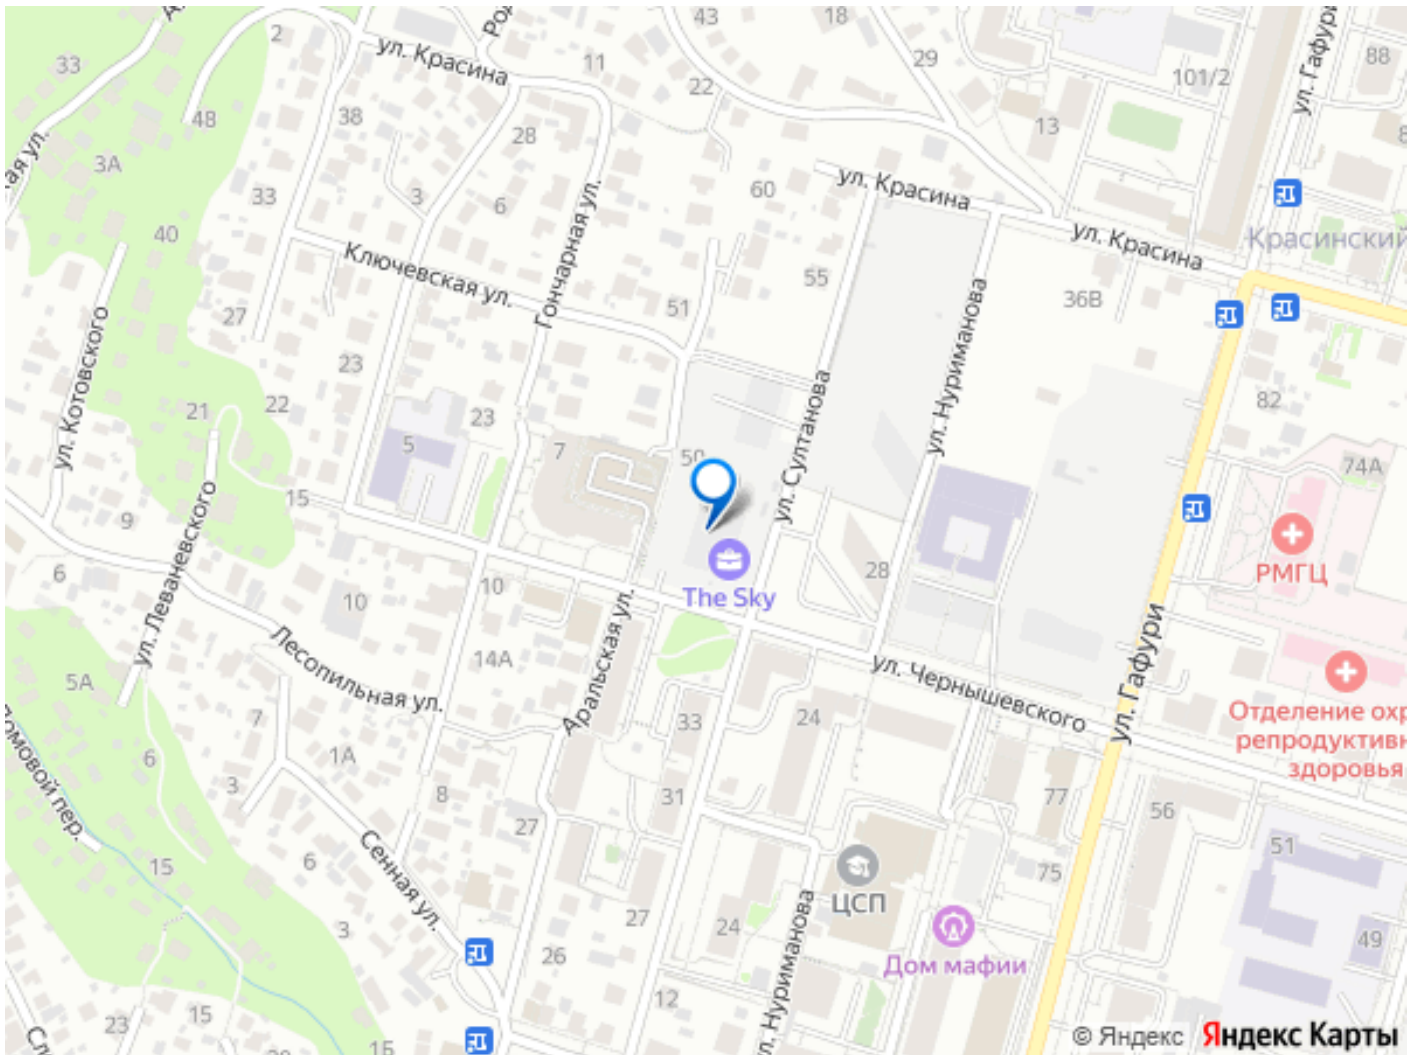 43
18
88
ул. Гафури
33
2
ул. Красина
11
29
22
101/2
48
38
28
13
3А
33
3
6
60
ул. Красина
40
ул. Красина
Красинский
Ключевская ул.
Гончарная ул.
55
36В
27
51
ул. Котовского
23
ул. Султанова
ул. Нуриманова
21
22
23
82
5
7
50
74А
15
9
ул. Леваневского
РМГЦ
6
10
10
The Sky
28
Лесопильная ул.
14А
Аральская ул.
ул. Чернышевского
ул. Гафури
5А
7
33
24
Отделение охр
репродуктивн
здоровья
Домовой пер.
6
1А
3
8
31
77
56
27
15
6
Сенная ул.
75
51
ЦСП
27
24
ул. Нуриманова
3
26
Дом мафии
49
12
23
15
15
© Яндекс
Яндекс Карты